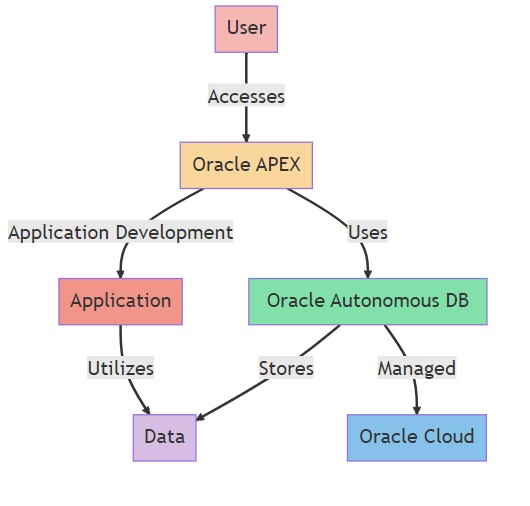 User
Accesses
Oracle APEX
Application Development
Uses
Application
Oracle Autonomous DB
Utilizes
Stores
Managed
Data
Oracle Cloud